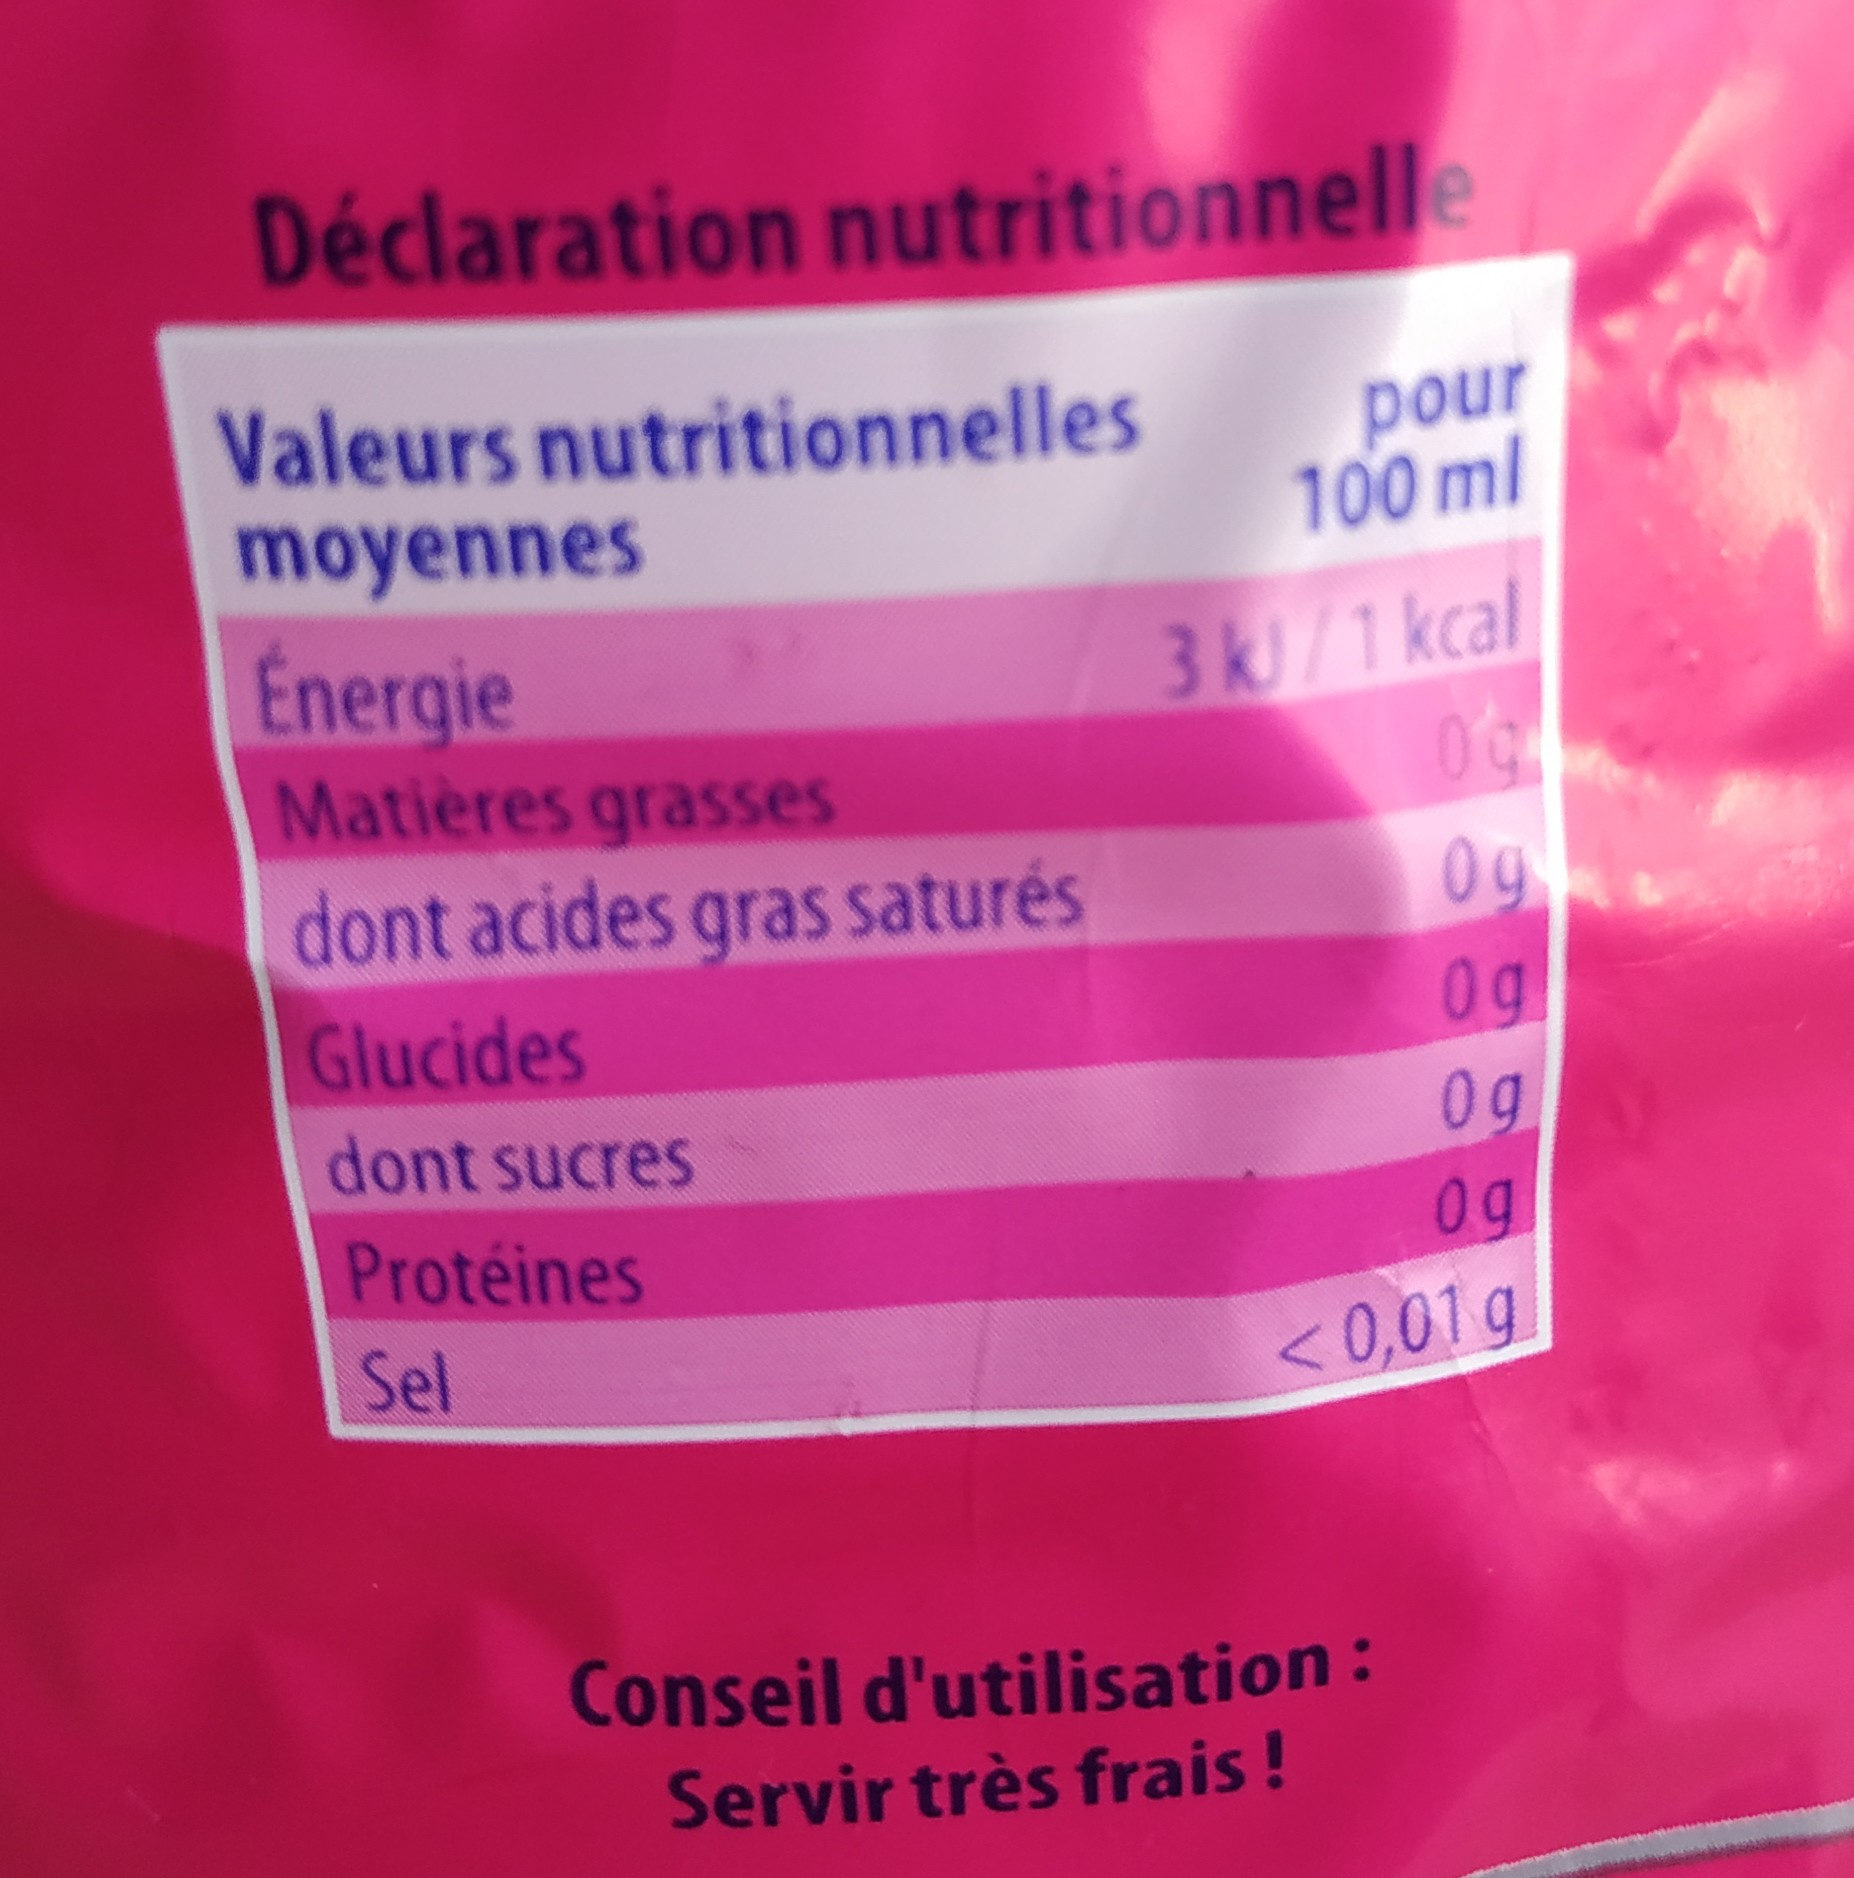 Déclaration nutritionnelle
Valeurs nutritionnelles moyennes pour 100 ml
Énergie 3 kJ / 1 kcal
Matières grasses 0 g
dont acides gras saturés 0 g
Glucides 0 g
dont sucres 0 g
Protéines 0 g
Sel < 0,01 g
Conseil d'utilisation :
Servir très frais !